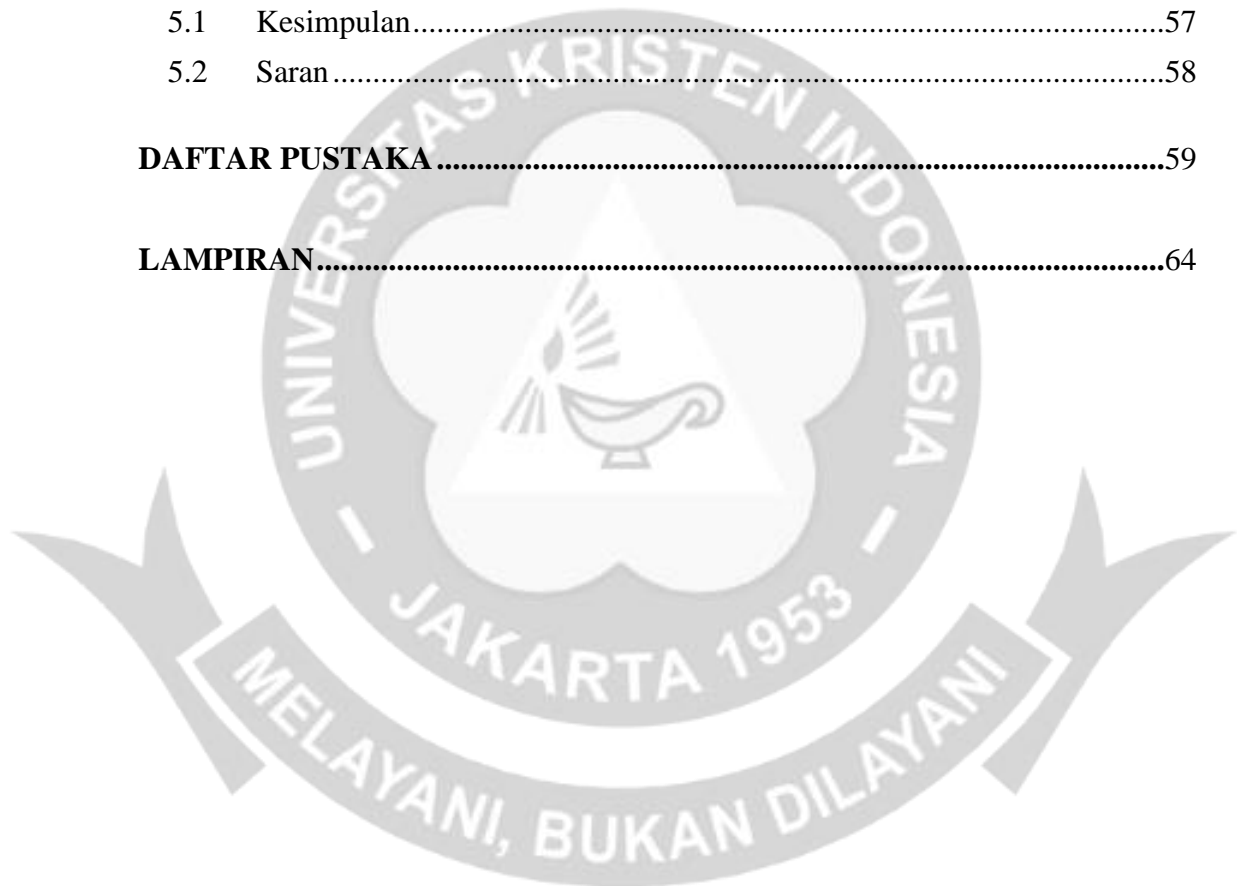 5.1 Kesimpulan....................................................................................................57
5.2 Saran..............................................................................................................58
DAFTAR PUSTAKA............................................................................................59
LAMPIRAN...........................................................................................................64
UNIVERSITAS KRISTEN INDONESIA
- JAKARTA 1953 -
MELAYANI, BUKAN DILAYANI